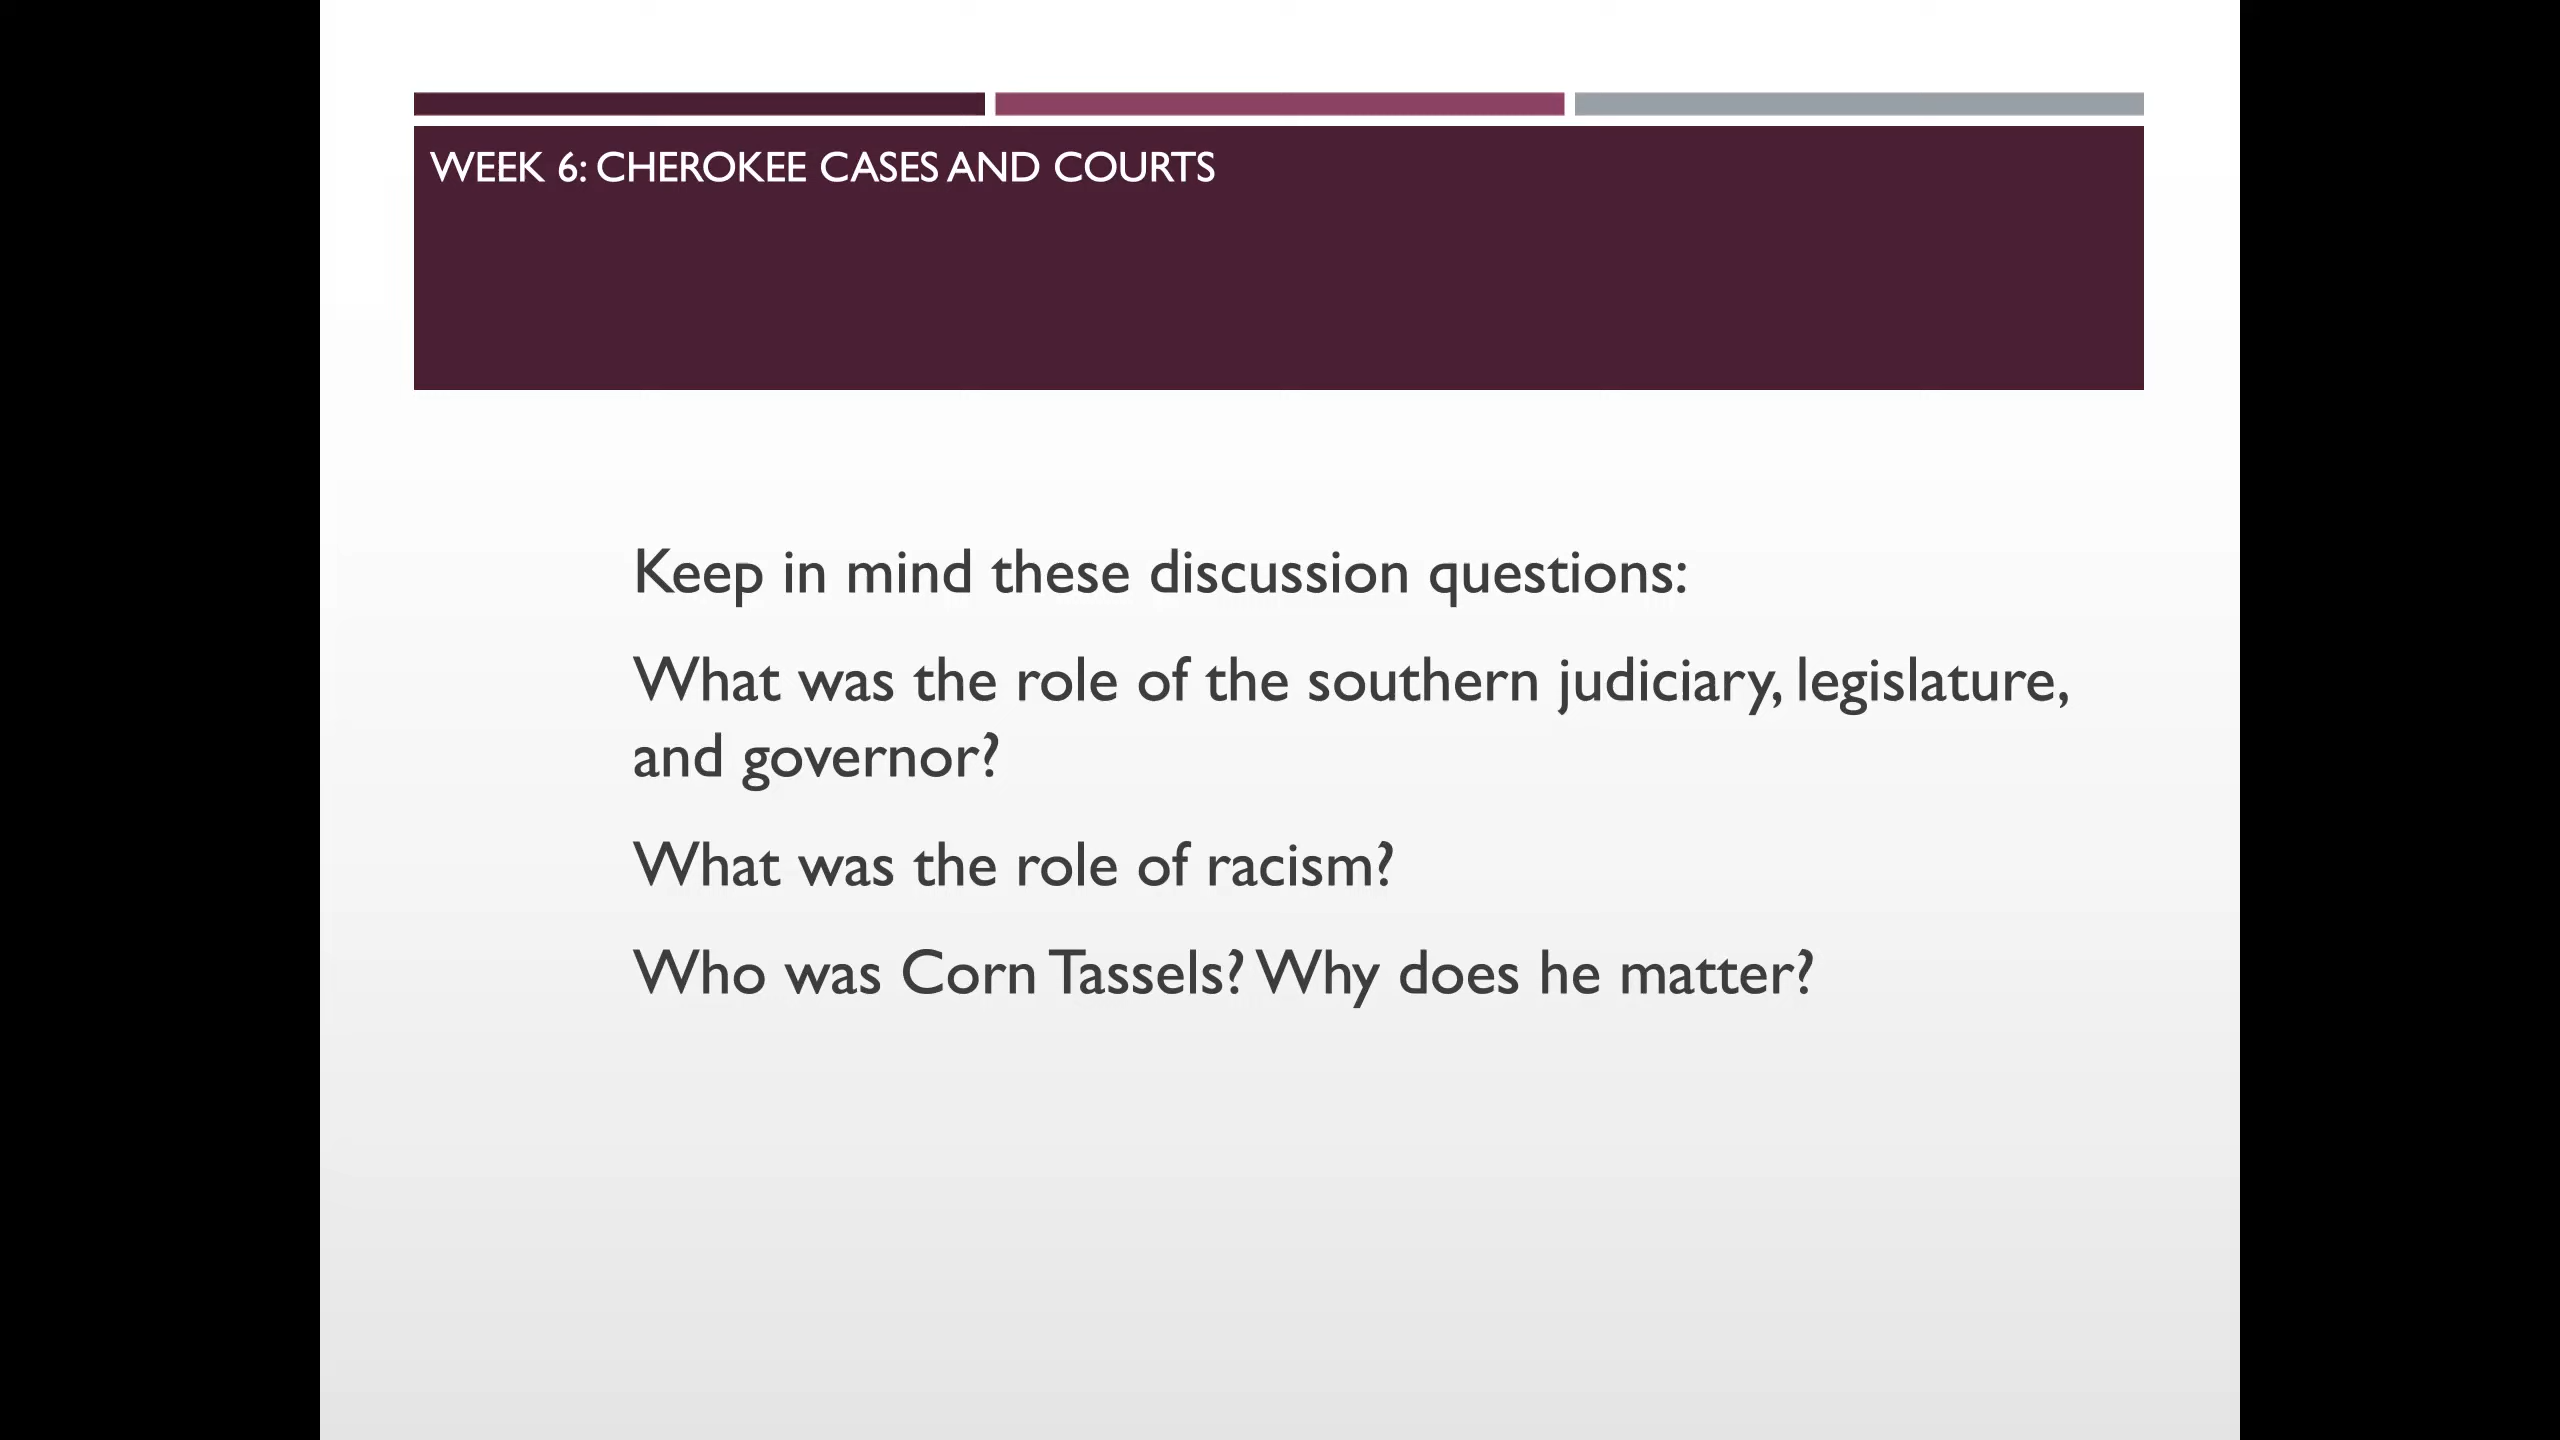 WEEK 6: CHEROKEE CASES AND COURTS
Keep in mind these discussion questions:
What was the role of the southern judiciary, legislature,
and governor?
What was the role of racism?
Who was Corn Tassels? Why does he matter?